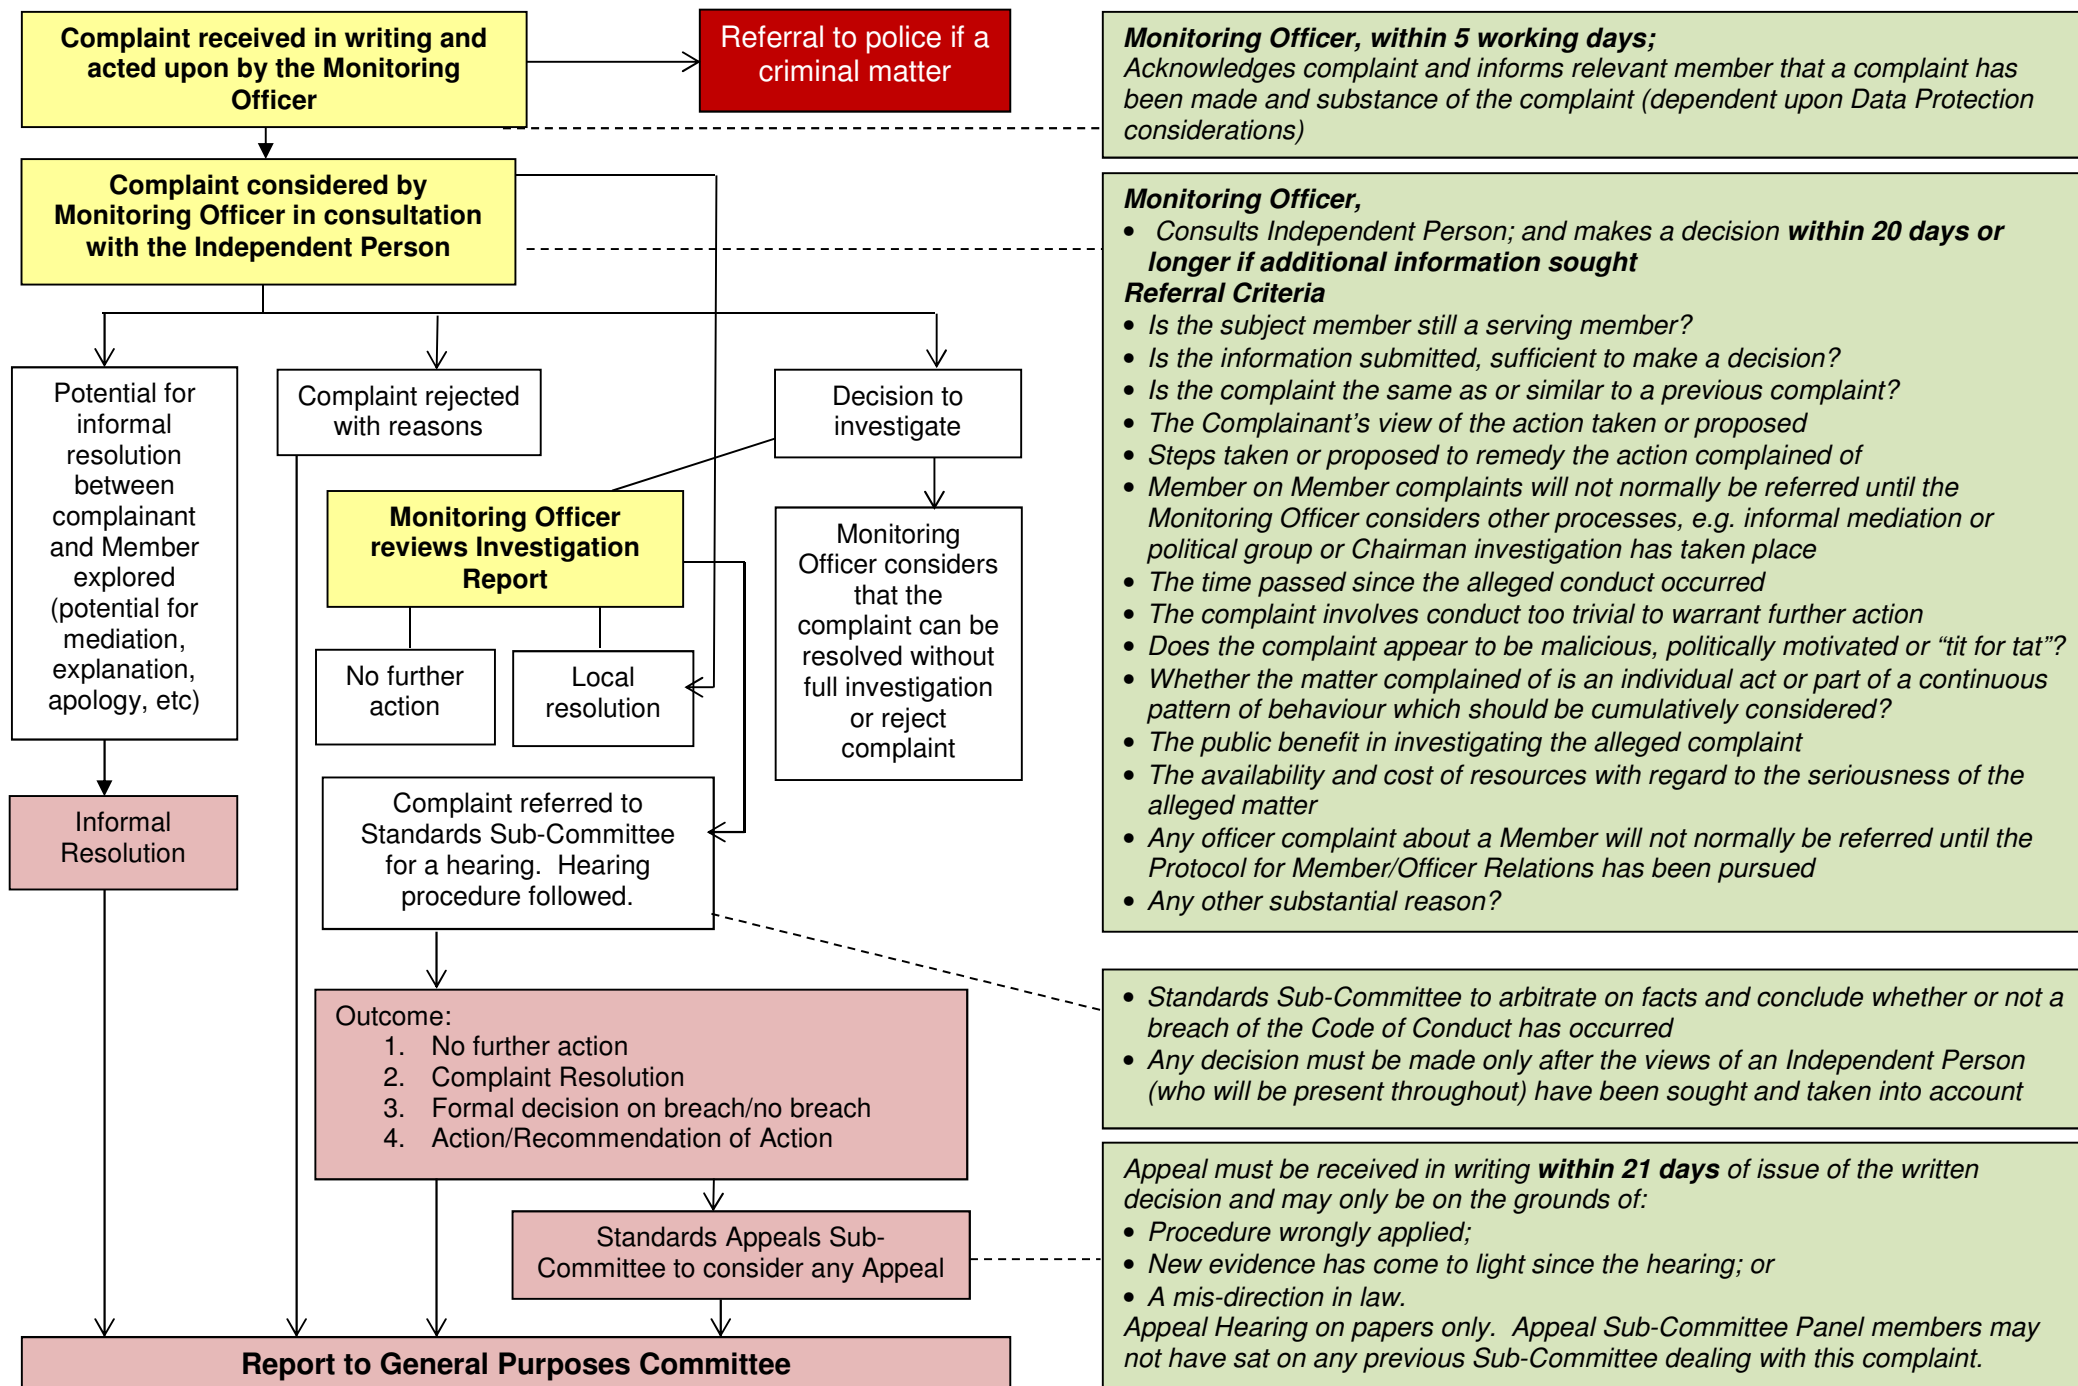 Complaint received in writing and
acted upon by the Monitoring
Officer
Referral to police if a
criminal matter
Monitoring Officer, within 5 working days;
Acknowledges complaint and informs relevant member that a complaint has
been made and substance of the complaint (dependent upon Data Protection
considerations)
Complaint considered by
Monitoring Officer in consultation
with the Independent Person
Monitoring Officer,
• Consults Independent Person; and makes a decision within 20 days or
longer if additional information sought
Referral Criteria
• Is the subject member still a serving member?
• Is the information submitted, sufficient to make a decision?
• Is the complaint the same as or similar to a previous complaint?
• The Complainant's view of the action taken or proposed
• Steps taken or proposed to remedy the action complained of
• Member on Member complaints will not normally be referred until the
Monitoring Officer considers other processes, e.g. informal mediation or
political group or Chairman investigation has taken place
• The time passed since the alleged conduct occurred
• The complaint involves conduct too trivial to warrant further action
• Does the complaint appear to be malicious, politically motivated or “tit for tat”?
• Whether the matter complained of is an individual act or part of a continuous
pattern of behaviour which should be cumulatively considered?
• The public benefit in investigating the alleged complaint
• The availability and cost of resources with regard to the seriousness of the
alleged matter
• Any officer complaint about a Member will not normally be referred until the
Protocol for Member/Officer Relations has been pursued
• Any other substantial reason?
Potential for
informal
resolution
between
complainant
and Member
explored
(potential for
mediation,
explanation,
apology, etc)
Complaint rejected
with reasons
Decision to
investigate
Monitoring Officer
reviews Investigation
Report
Monitoring
Officer considers
that the
complaint can be
resolved without
full investigation
or reject
complaint
No further
action
Local
resolution
Informal
Resolution
Complaint referred to
Standards Sub-Committee
for a hearing. Hearing
procedure followed.
• Standards Sub-Committee to arbitrate on facts and conclude whether or not a
breach of the Code of Conduct has occurred
• Any decision must be made only after the views of an Independent Person
(who will be present throughout) have been sought and taken into account
Outcome:
1. No further action
2. Complaint Resolution
3. Formal decision on breach/no breach
4. Action/Recommendation of Action
Standards Appeals Sub-
Committee to consider any Appeal
Appeal must be received in writing within 21 days of issue of the written
decision and may only be on the grounds of:
• Procedure wrongly applied;
• New evidence has come to light since the hearing; or
• A mis-direction in law.
Appeal Hearing on papers only. Appeal Sub-Committee Panel members may
not have sat on any previous Sub-Committee dealing with this complaint.
Report to General Purposes Committee